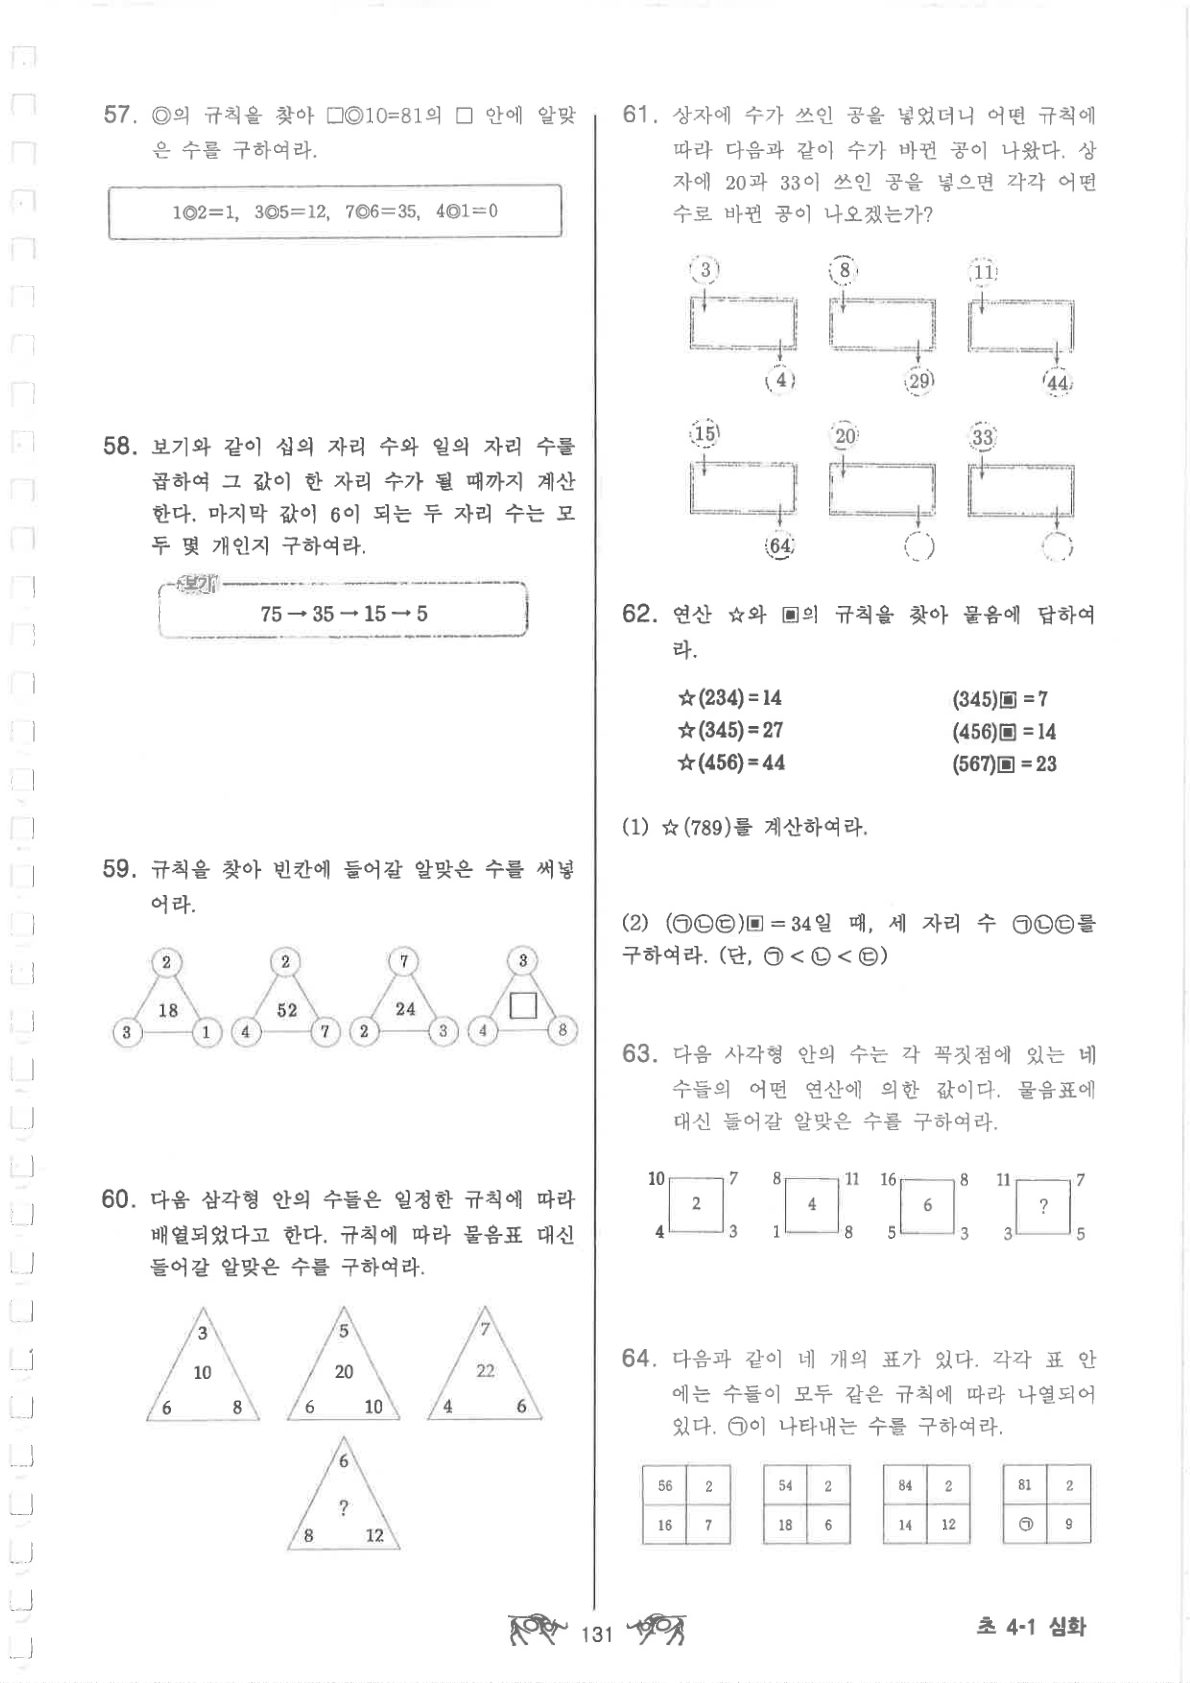 57. ◎의 규칙을 찾아 □◎10=81의 □ 안에 알맞
은 수를 구하여라.
1◎2=1, 3◎5=12, 7◎6=35, 4◎1=0
58. 보기와 같이 십의 자리 수와 일의 자리 수를
곱하여 그 값이 한 자리 수가 될 때까지 계산
한다. 마지막 값이 6이 되는 두 자리 수는 모
두 몇 개인지 구하여라.
보기
75 → 35 → 15 → 5
59. 규칙을 찾아 빈칸에 들어갈 알맞은 수를 써넣
어라.
2 2 7 3
18 52 24 □
3 1 4 7 2 3 4 8
60. 다음 삼각형 안의 수들은 일정한 규칙에 따라
배열되었다고 한다. 규칙에 따라 물음표 대신
들어갈 알맞은 수를 구하여라.
3 5 7
10 20 22
6 8 6 10 4 6
6
?
8 12
61. 상자에 수가 쓰인 공을 넣었더니 어떤 규칙에
따라 다음과 같이 수가 바뀐 공이 나왔다. 상
자에 20과 33이 쓰인 공을 넣으면 각각 어떤
수로 바뀐 공이 나오겠는가?
3 8 11
4 29 44
15 20 33
64
62. 연산 ☆와 ▣의 규칙을 찾아 물음에 답하여
라.
☆(234)=14 (345)▣=7
☆(345)=27 (456)▣=14
☆(456)=44 (567)▣=23
(1) ☆(789)를 계산하여라.
(2) (㉠㉡㉢)▣=34일 때, 세 자리 수 ㉠㉡㉢를
구하여라. (단, ㉠<㉡<㉢)
63. 다음 사각형 안의 수는 각 꼭짓점에 있는 네
수들의 어떤 연산에 의한 값이다. 물음표에
대신 들어갈 알맞은 수를 구하여라.
10 7 8 11 16 8 11 7
2 4 6 ?
4 3 1 8 5 3 3 5
64. 다음과 같이 네 개의 표가 있다. 각각 표 안
에는 수들이 모두 같은 규칙에 따라 나열되어
있다. ㉠이 나타내는 수를 구하여라.
56 2 54 2 84 2 81 2
16 7 18 6 14 12 ㉠ 9
131
초 4-1 심화